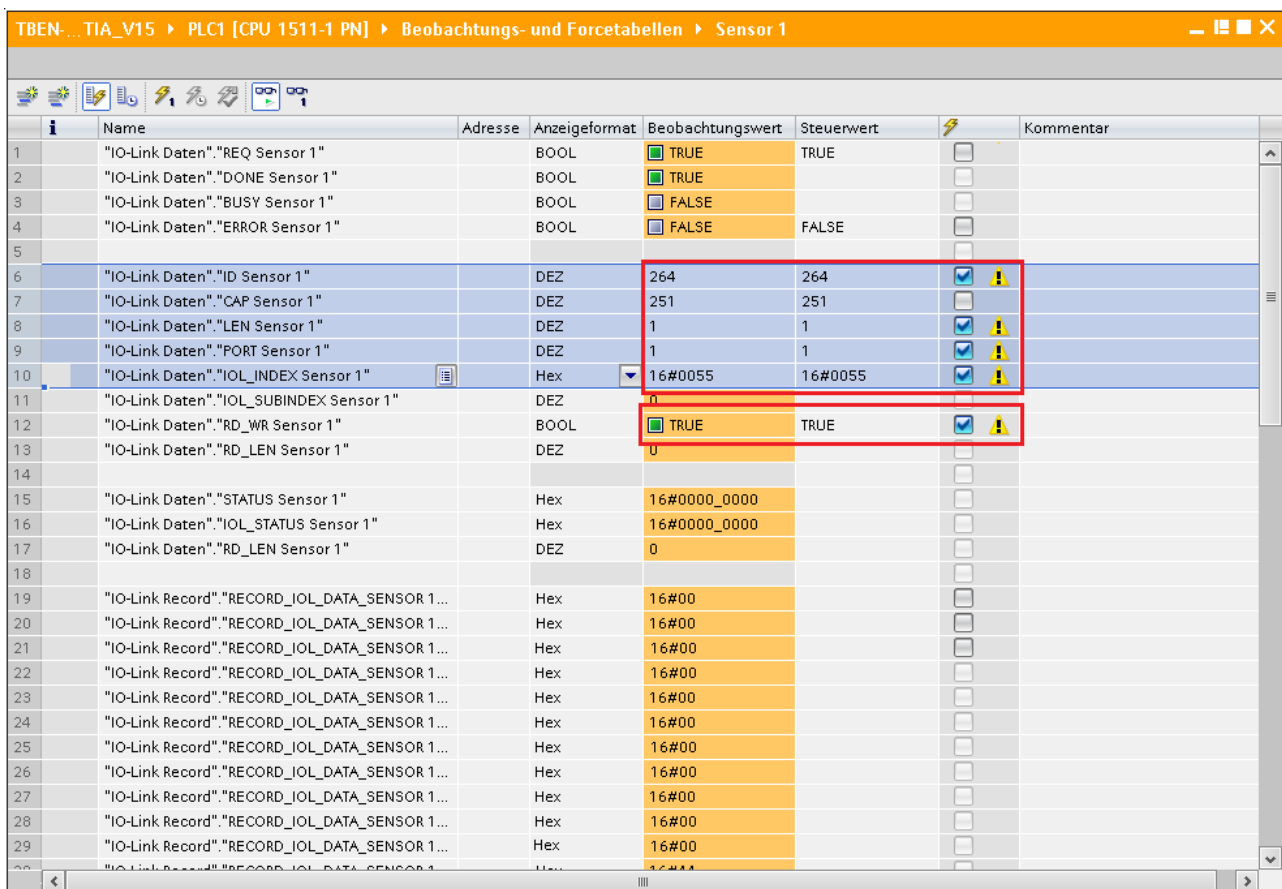 TBEN-...TIA_V15 ▸ PLC1 [CPU 1511-1 PN] ▸ Beobachtungs- und Forcetabellen ▸ Sensor 1
i Name Adresse Anzeigeformat Beobachtungswert Steuerwert Kommentar
1 "IO-Link Daten"."REQ Sensor 1" BOOL TRUE TRUE
2 "IO-Link Daten"."DONE Sensor 1" BOOL TRUE
3 "IO-Link Daten"."BUSY Sensor 1" BOOL FALSE
4 "IO-Link Daten"."ERROR Sensor 1" BOOL FALSE FALSE
5
6 "IO-Link Daten"."ID Sensor 1" DEZ 264 264
7 "IO-Link Daten"."CAP Sensor 1" DEZ 251 251
8 "IO-Link Daten"."LEN Sensor 1" DEZ 1 1
9 "IO-Link Daten"."PORT Sensor 1" DEZ 1 1
10 "IO-Link Daten"."IOL_INDEX Sensor 1" Hex 16#0055 16#0055
11 "IO-Link Daten"."IOL_SUBINDEX Sensor 1" DEZ 0
12 "IO-Link Daten"."RD_WR Sensor 1" BOOL TRUE TRUE
13 "IO-Link Daten"."RD_LEN Sensor 1" DEZ 0
14
15 "IO-Link Daten"."STATUS Sensor 1" Hex 16#0000_0000
16 "IO-Link Daten"."IOL_STATUS Sensor 1" Hex 16#0000_0000
17 "IO-Link Daten"."RD_LEN Sensor 1" DEZ 0
18
19 "IO-Link Record"."RECORD_IOL_DATA_SENSOR 1... Hex 16#00
20 "IO-Link Record"."RECORD_IOL_DATA_SENSOR 1... Hex 16#00
21 "IO-Link Record"."RECORD_IOL_DATA_SENSOR 1... Hex 16#00
22 "IO-Link Record"."RECORD_IOL_DATA_SENSOR 1... Hex 16#00
23 "IO-Link Record"."RECORD_IOL_DATA_SENSOR 1... Hex 16#00
24 "IO-Link Record"."RECORD_IOL_DATA_SENSOR 1... Hex 16#00
25 "IO-Link Record"."RECORD_IOL_DATA_SENSOR 1... Hex 16#00
26 "IO-Link Record"."RECORD_IOL_DATA_SENSOR 1... Hex 16#00
27 "IO-Link Record"."RECORD_IOL_DATA_SENSOR 1... Hex 16#00
28 "IO-Link Record"."RECORD_IOL_DATA_SENSOR 1... Hex 16#00
29 "IO-Link Record"."RECORD_IOL_DATA_SENSOR 1... Hex 16#00